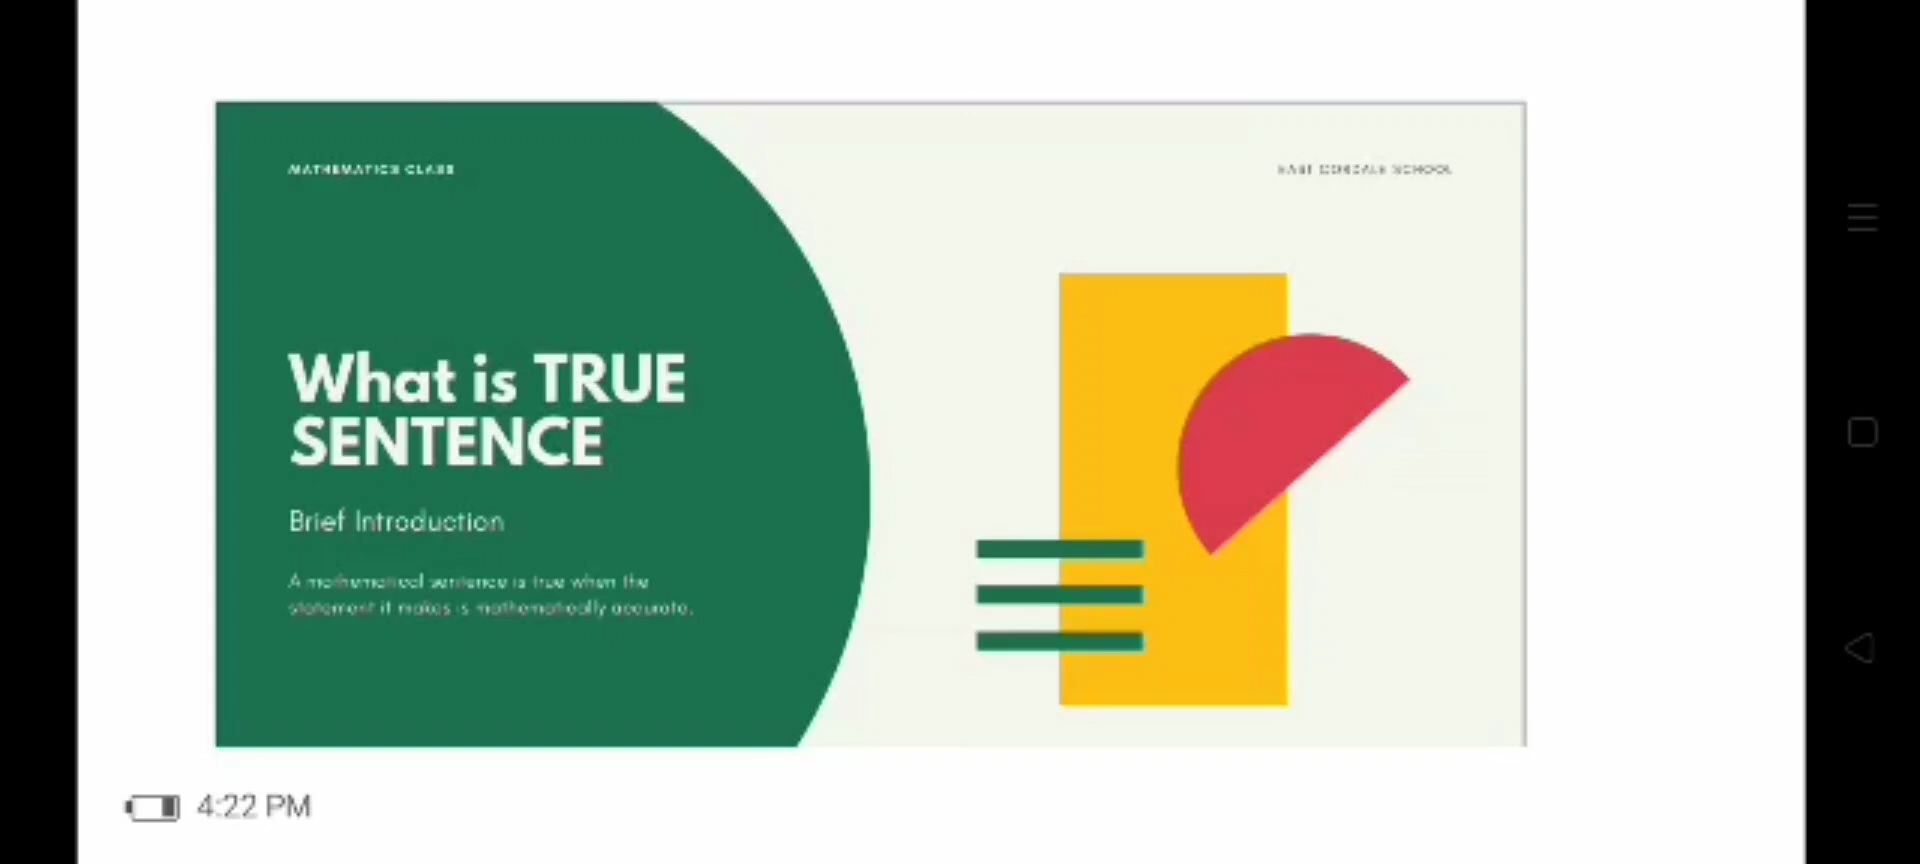 MATHEMATICS CLASS
SCHOOL
What is TRUE
SENTENCE
Brief Introduction
A mathematical sentence is true when the
statement it makes is mathematically accurate.
4:22 PM